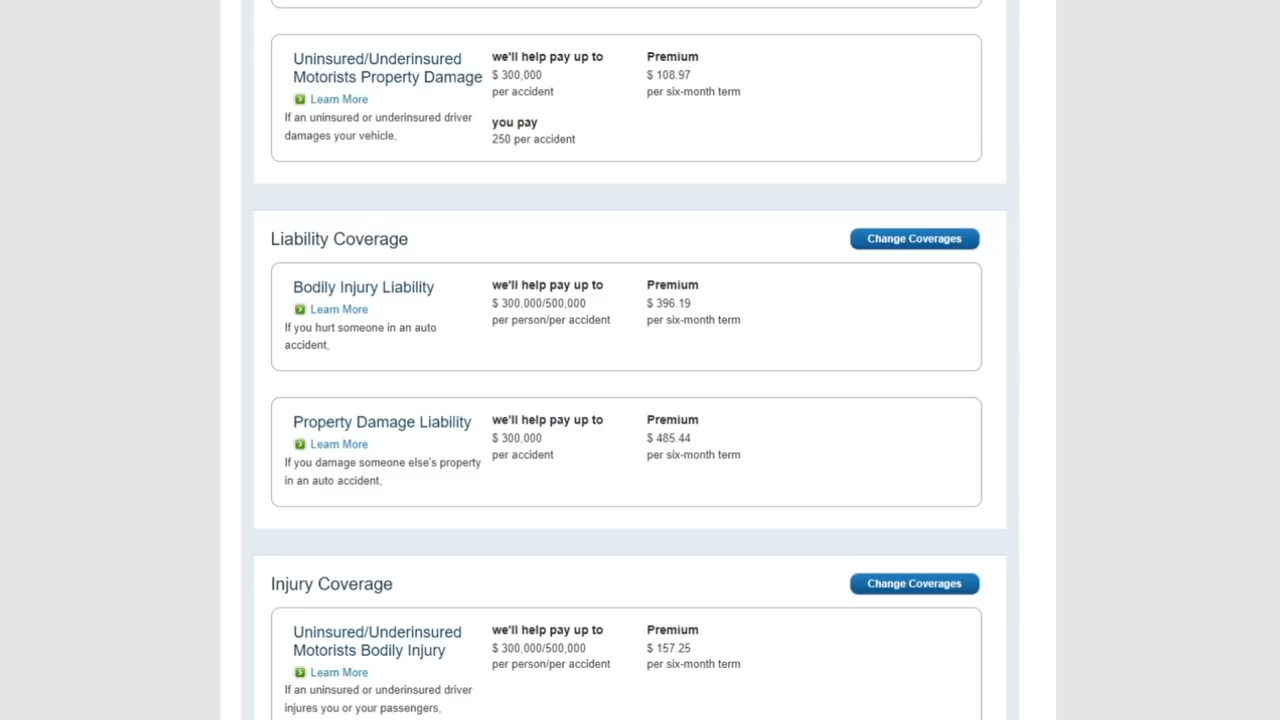 Uninsured/Underinsured
Motorists Property Damage
Learn More
If an uninsured or underinsured driver
damages your vehicle.
we'll help pay up to
$ 300,000
per accident
you pay
250 per accident
Premium
$ 108.97
per six-month term
Liability Coverage
Change Coverages
Bodily Injury Liability
Learn More
If you hurt someone in an auto
accident.
we'll help pay up to
$ 300,000/500,000
per person/per accident
Premium
$ 396.19
per six-month term
Property Damage Liability
Learn More
If you damage someone else's property
in an auto accident.
we'll help pay up to
$ 300,000
per accident
Premium
$ 485.44
per six-month term
Injury Coverage
Change Coverages
Uninsured/Underinsured
Motorists Bodily Injury
Learn More
If an uninsured or underinsured driver
injures you or your passengers.
we'll help pay up to
$ 300,000/500,000
per person/per accident
Premium
$ 157.25
per six-month term